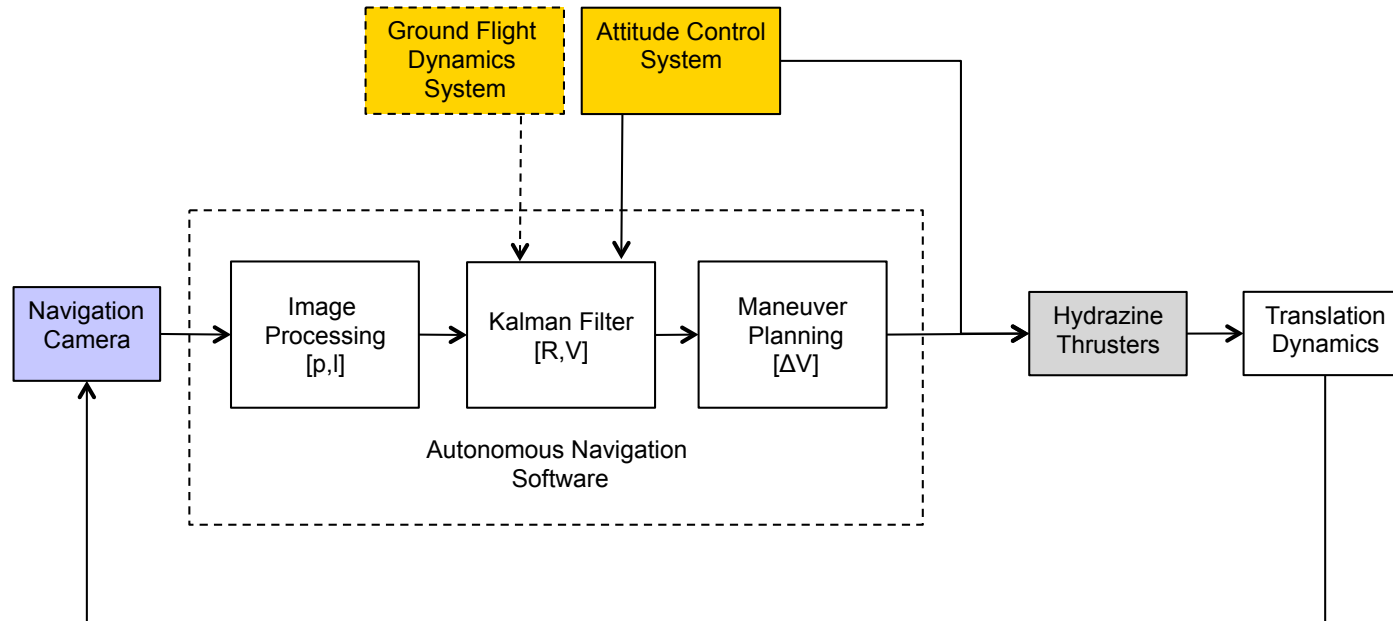 Ground Flight
Dynamics
System
Attitude Control
System
Navigation
Camera
Image
Processing
[p,l]
Kalman Filter
[R,V]
Maneuver
Planning
[ΔV]
Hydrazine
Thrusters
Translation
Dynamics
Autonomous Navigation
Software